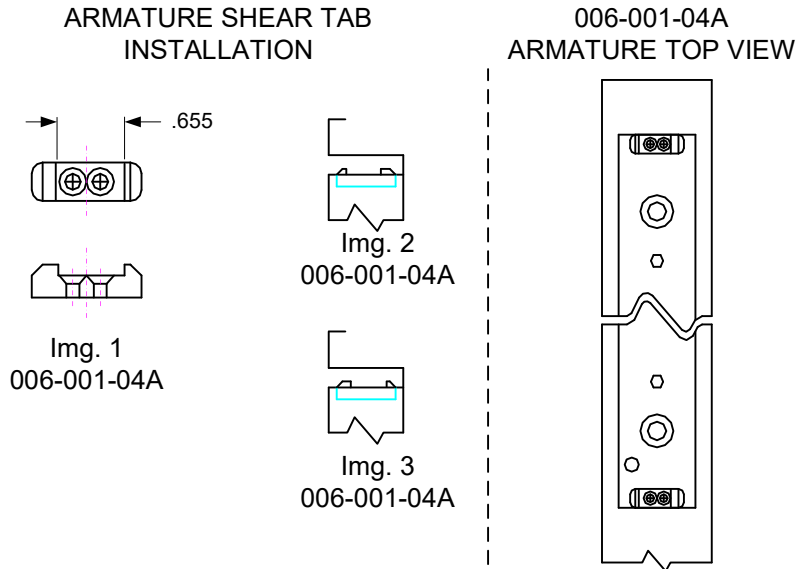 ARMATURE SHEAR TAB
INSTALLATION
.655
Img. 1
006-001-04A
Img. 2
006-001-04A
Img. 3
006-001-04A
006-001-04A
ARMATURE TOP VIEW